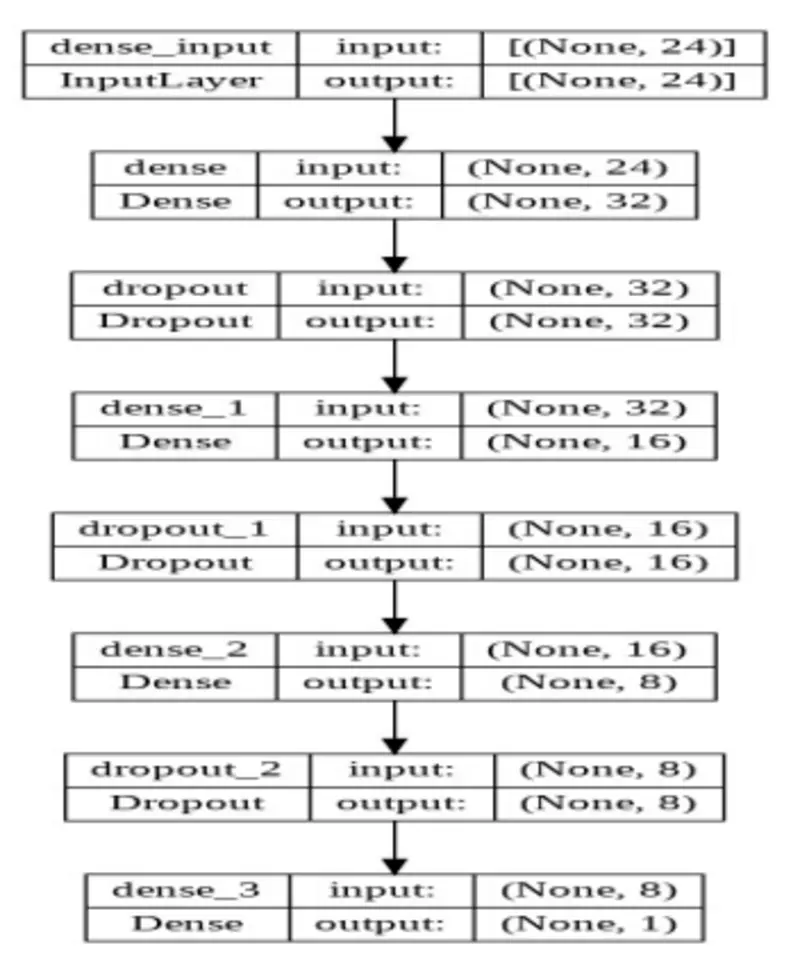 dense_input input: [(None, 24)]
InputLayer output: [(None, 24)]
dense input: (None, 24)
Dense output: (None, 32)
dropout input: (None, 32)
Dropout output: (None, 32)
dense_1 input: (None, 32)
Dense output: (None, 16)
dropout_1 input: (None, 16)
Dropout output: (None, 16)
dense_2 input: (None, 16)
Dense output: (None, 8)
dropout_2 input: (None, 8)
Dropout output: (None, 8)
dense_3 input: (None, 8)
Dense output: (None, 1)